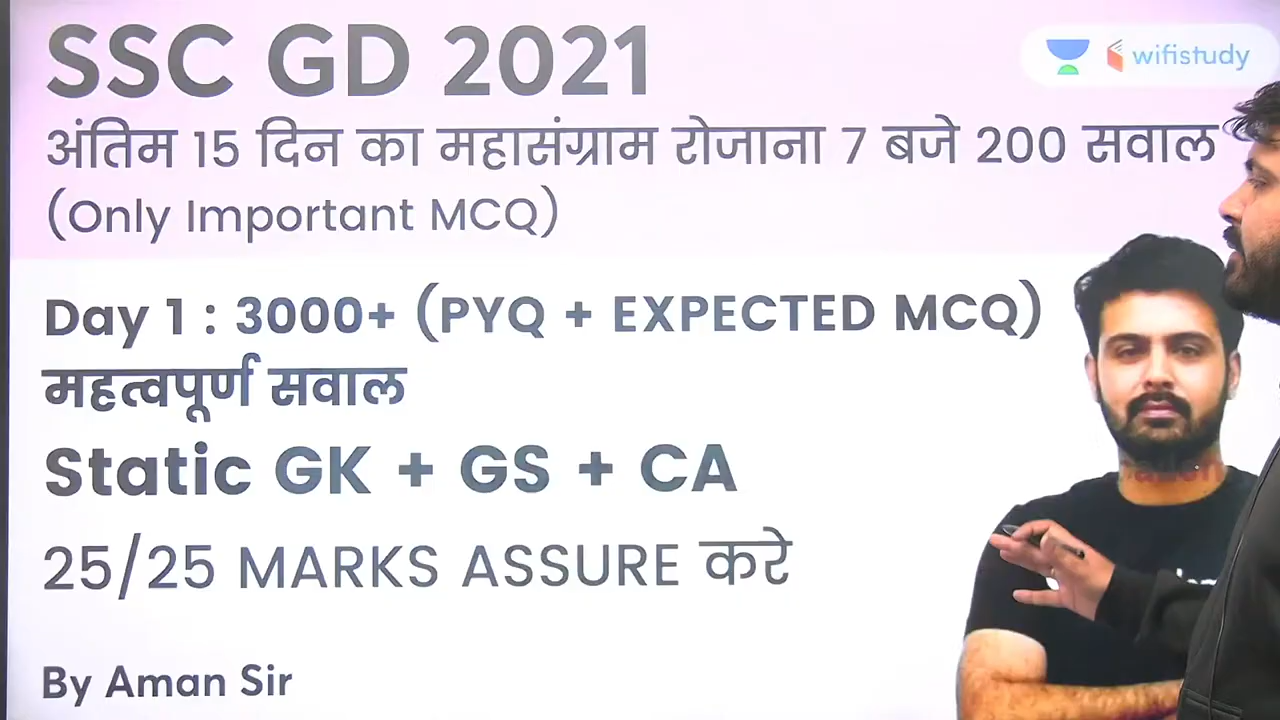 SSC GD 2021
wifistudy
अंतिम 15 दिन का महासंग्राम रोजाना 7 बजे 200 सवाल
(Only Important MCQ)
Day 1 : 3000+ (PYQ + EXPECTED MCQ)
महत्वपूर्ण सवाल
Static GK + GS + CA
25/25 MARKS ASSURE करे
By Aman Sir